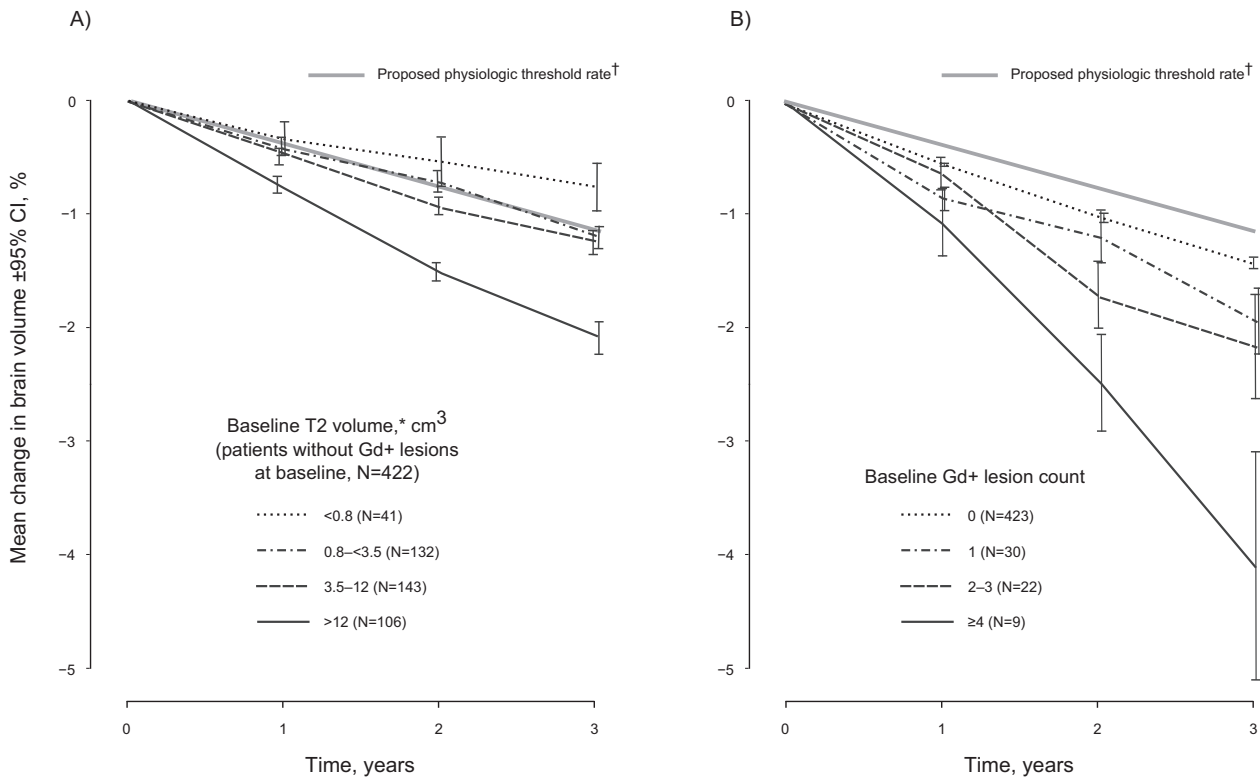 A)
Proposed physiologic threshold rate†
Mean change in brain volume ±95% CI, %
0
−1
−2
−3
−4
−5
Baseline T2 volume,* cm3
(patients without Gd+ lesions
at baseline, N=422)
<0.8 (N=41)
0.8–<3.5 (N=132)
3.5–12 (N=143)
>12 (N=106)
0 1 2 3
Time, years
B)
Proposed physiologic threshold rate†
0
−1
−2
−3
−4
−5
Baseline Gd+ lesion count
0 (N=423)
1 (N=30)
2–3 (N=22)
≥4 (N=9)
0 1 2 3
Time, years